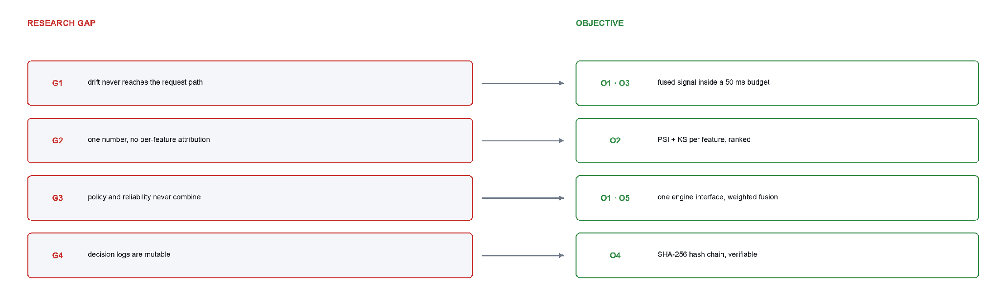 RESEARCH GAP
OBJECTIVE
G1 drift never reaches the request path
O1 · O3 fused signal inside a 50 ms budget
G2 one number, no per-feature attribution
O2 PSI + KS per feature, ranked
G3 policy and reliability never combine
O1 · O5 one engine interface, weighted fusion
G4 decision logs are mutable
O4 SHA-256 hash chain, verifiable